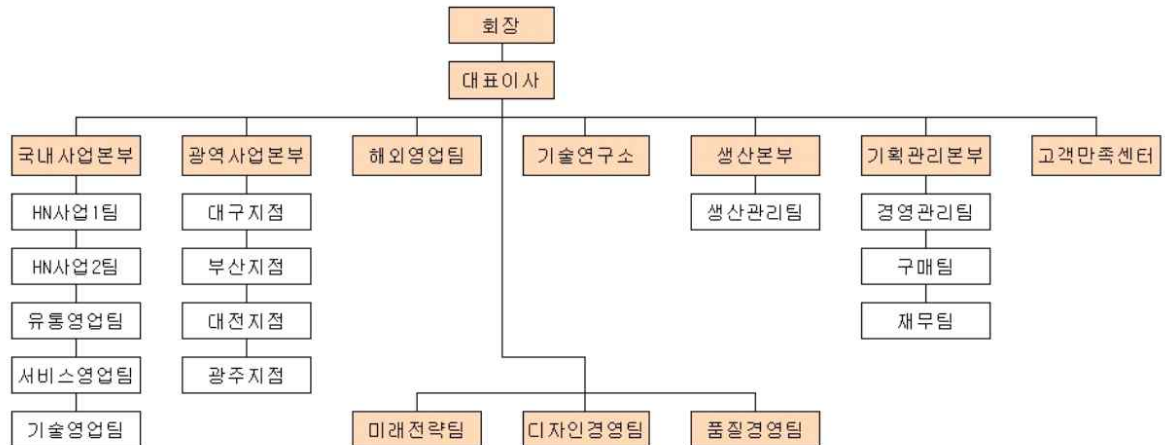 회장
대표이사
국내사업본부 광역사업본부 해외영업팀 기술연구소 생산본부 기획관리본부 고객만족센터
HN사업1팀 대구지점 생산관리팀 경영관리팀
HN사업2팀 부산지점 구매팀
유통영업팀 대전지점 재무팀
서비스영업팀 광주지점
기술영업팀 미래전략팀 디자인경영팀 품질경영팀